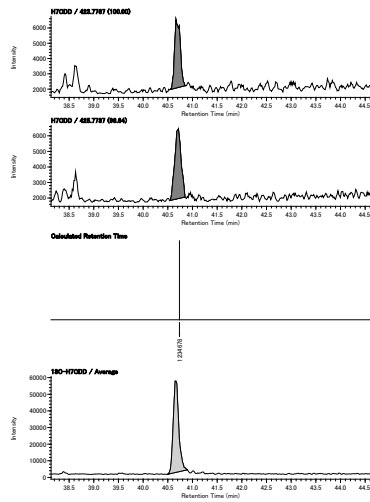 H7CDD / 423.7767 (100.00)
6000
5000
4000
3000
2000
Intensity
38.5 39.0 39.5 40.0 40.5 41.0 41.5 42.0 42.5 43.0 43.5 44.0 44.5
Retention Time (min)
H7CDD / 425.7737 (96.84)
6000
5000
4000
3000
2000
Intensity
38.5 39.0 39.5 40.0 40.5 41.0 41.5 42.0 42.5 43.0 43.5 44.0 44.5
Retention Time (min)
Calculated Retention Time
1234678
13C-H7CDD / Average
60000
50000
40000
30000
20000
10000
0
Intensity
38.5 39.0 39.5 40.0 40.5 41.0 41.5 42.0 42.5 43.0 43.5 44.0 44.5
Retention Time (min)